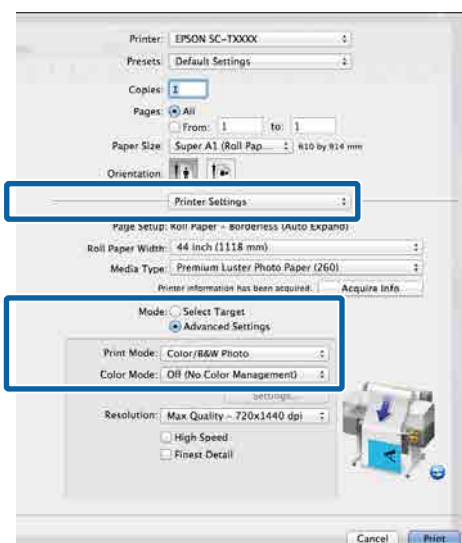 Printer: EPSON SC-TXXXX
Presets: Default Settings
Copies: 1
Pages: All
From: 1 to: 1
Paper Size: Super A1 (Roll Pap... 610 by 914 mm
Orientation:
Printer Settings
Page Setup: Roll Paper - Borderless (Auto Expand)
Roll Paper Width: 44 inch (1118 mm)
Media Type: Premium Luster Photo Paper (260)
Printer information has been acquired. Acquire Info
Mode: Select Target
Advanced Settings
Print Mode: Color/B&W Photo
Color Mode: Off (No Color Management)
Settings...
Resolution: Max Quality - 720x1440 dpi
High Speed
Finest Detail
Cancel Print